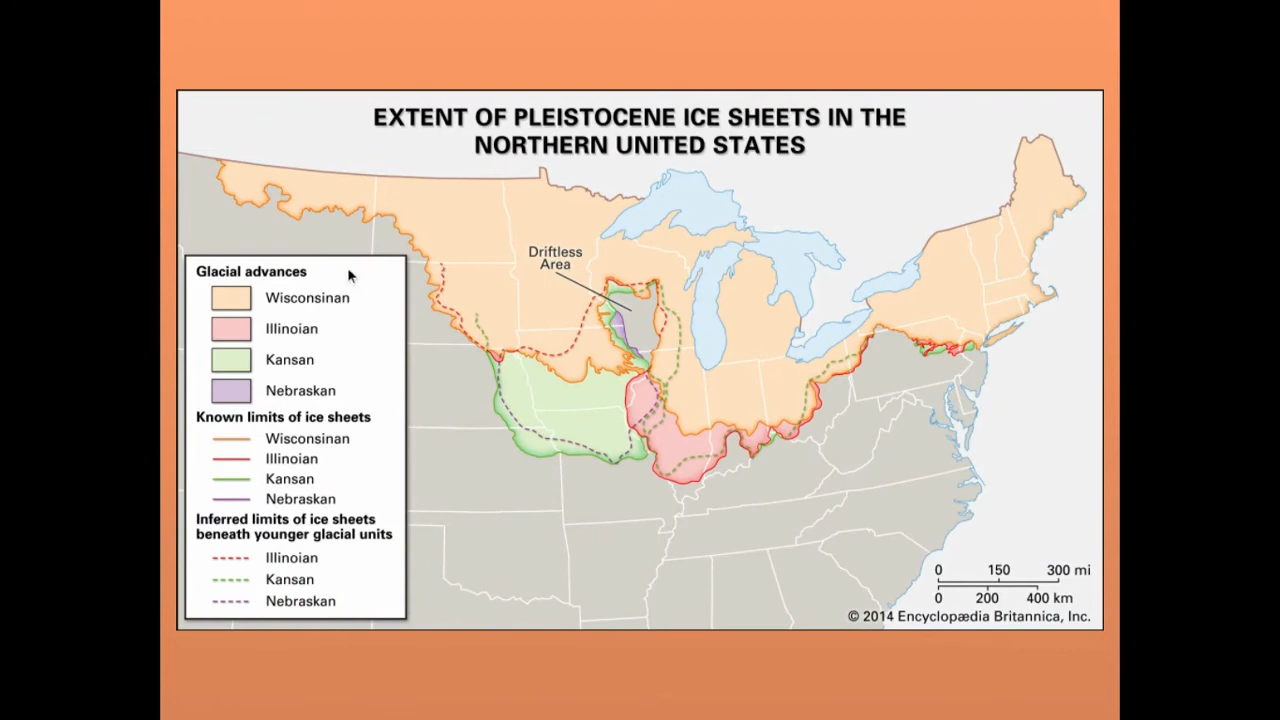 EXTENT OF PLEISTOCENE ICE SHEETS IN THE
NORTHERN UNITED STATES
Driftless
Area
Glacial advances
Wisconsinan
Illinoian
Kansan
Nebraskan
Known limits of ice sheets
Wisconsinan
Illinoian
Kansan
Nebraskan
Inferred limits of ice sheets
beneath younger glacial units
Illinoian
Kansan
Nebraskan
0 150 300 mi
0 200 400 km
© 2014 Encyclopædia Britannica, Inc.